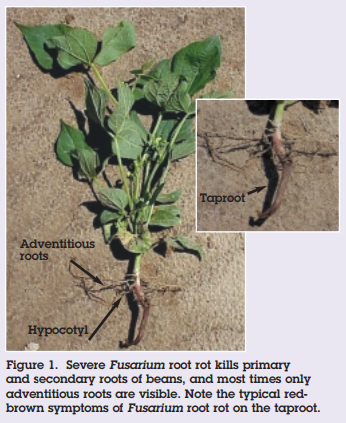 Taproot
Adventitious
roots
Hypocotyl
Figure 1. Severe Fusarium root rot kills primary
and secondary roots of beans, and most times only
adventitious roots are visible. Note the typical red-
brown symptoms of Fusarium root rot on the taproot.